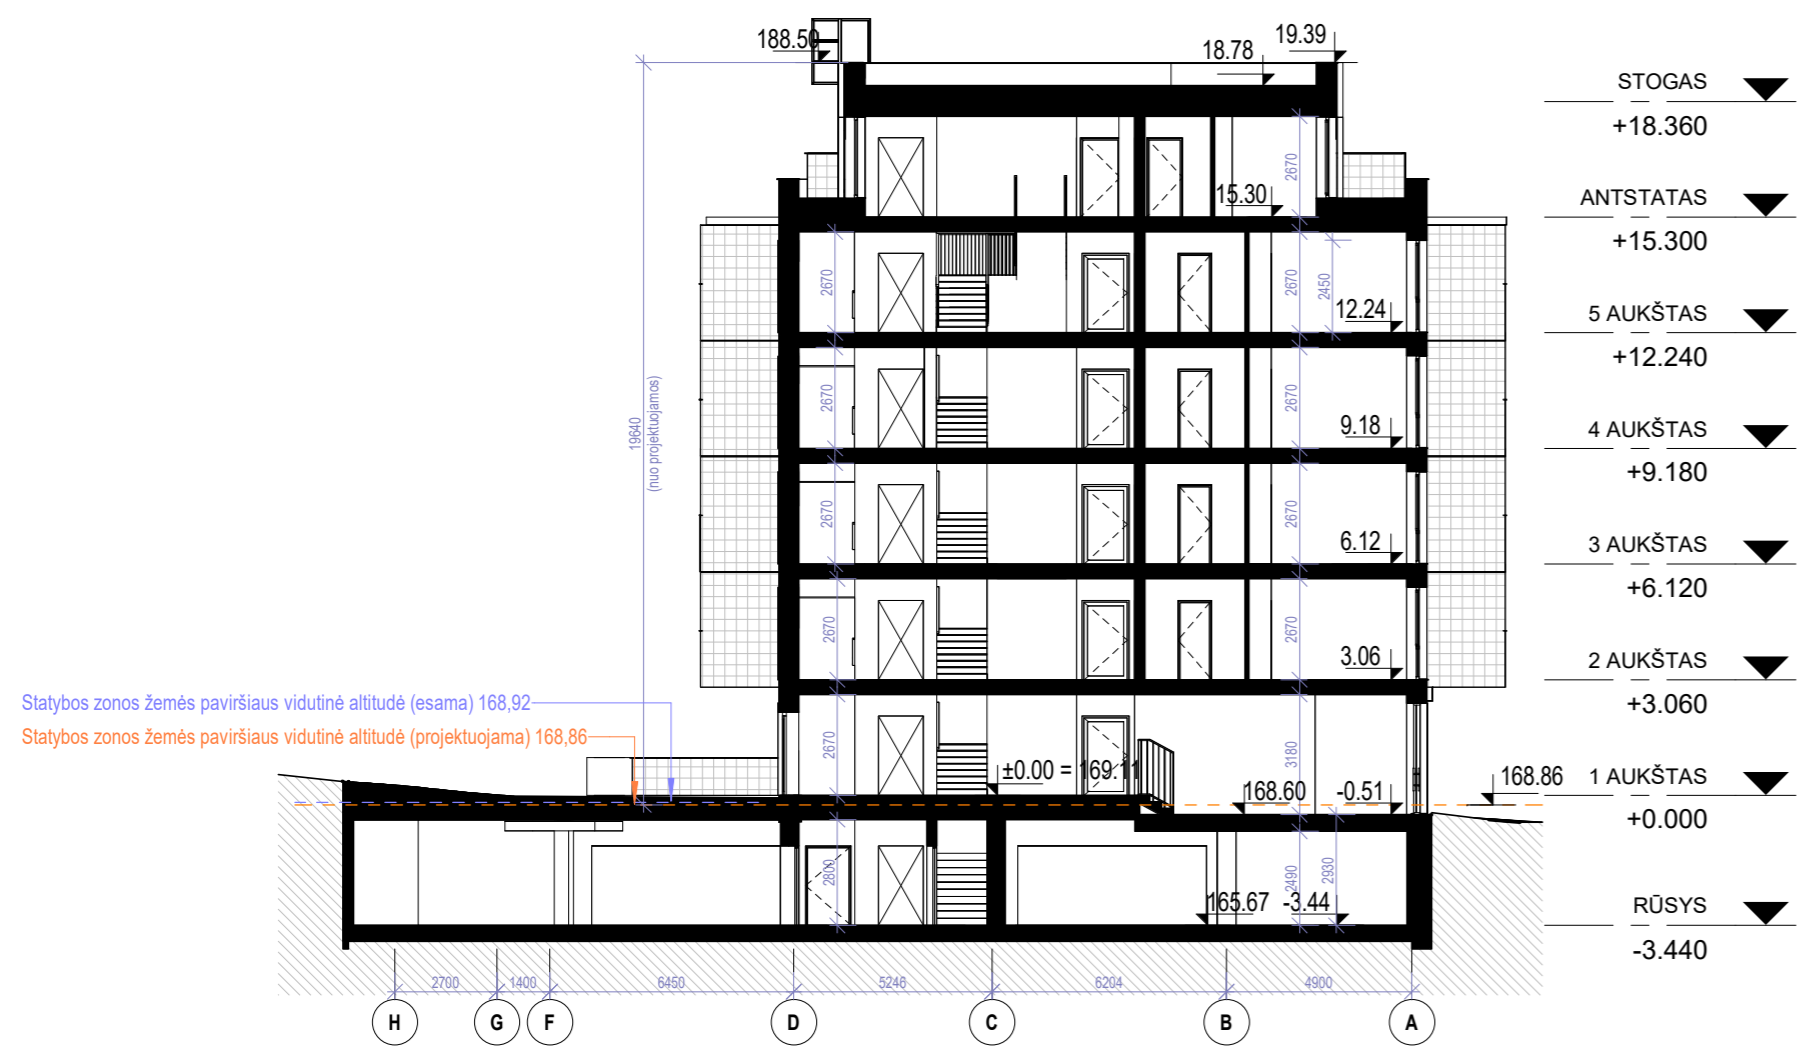 188.50
18.78
19.39
STOGAS
+18.360
2670
15.30
ANTSTATAS
+15.300
2670
2670
2450
12.24
5 AUKŠTAS
+12.240
19640
(nuo projektuojamos)
2670
2670
9.18
4 AUKŠTAS
+9.180
2670
2670
6.12
3 AUKŠTAS
+6.120
2670
2670
3.06
2 AUKŠTAS
+3.060
Statybos zonos žemės paviršiaus vidutinė altitudė (esama) 168,92
Statybos zonos žemės paviršiaus vidutinė altitudė (projektuojama) 168,86
2670
3180
±0.00 = 169.11
168.60
-0.51
168.86
1 AUKŠTAS
+0.000
2800
2490
2930
165.67
-3.44
RŪSYS
-3.440
2700
1400
6450
5246
6204
4900
H
G
F
D
C
B
A